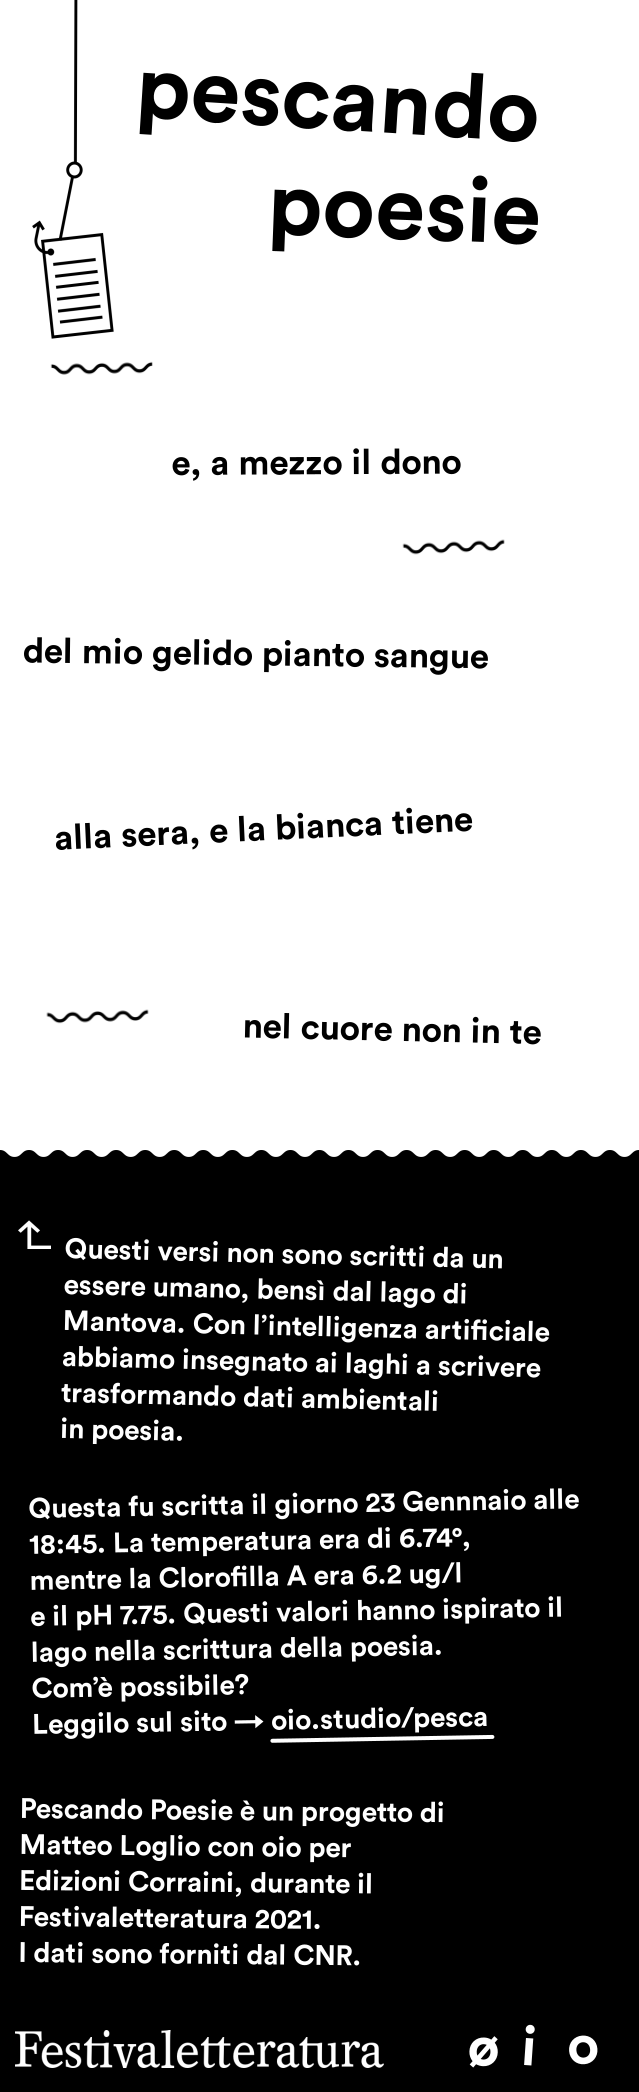 pescando
poesie
e, a mezzo il dono
del mio gelido pianto sangue
alla sera, e la bianca tiene
nel cuore non in te
Questi versi non sono scritti da un
essere umano, bensì dal lago di
Mantova. Con l’intelligenza artificiale
abbiamo insegnato ai laghi a scrivere
trasformando dati ambientali
in poesia.
Questa fu scritta il giorno 23 Gennnaio alle
18:45. La temperatura era di 6.74°,
mentre la Clorofilla A era 6.2 ug/l
e il pH 7.75. Questi valori hanno ispirato il
lago nella scrittura della poesia.
Com’è possibile?
Leggilo sul sito → oio.studio/pesca
Pescando Poesie è un progetto di
Matteo Loglio con oio per
Edizioni Corraini, durante il
Festivaletteratura 2021.
I dati sono forniti dal CNR.
Festivaletteratura ø i o